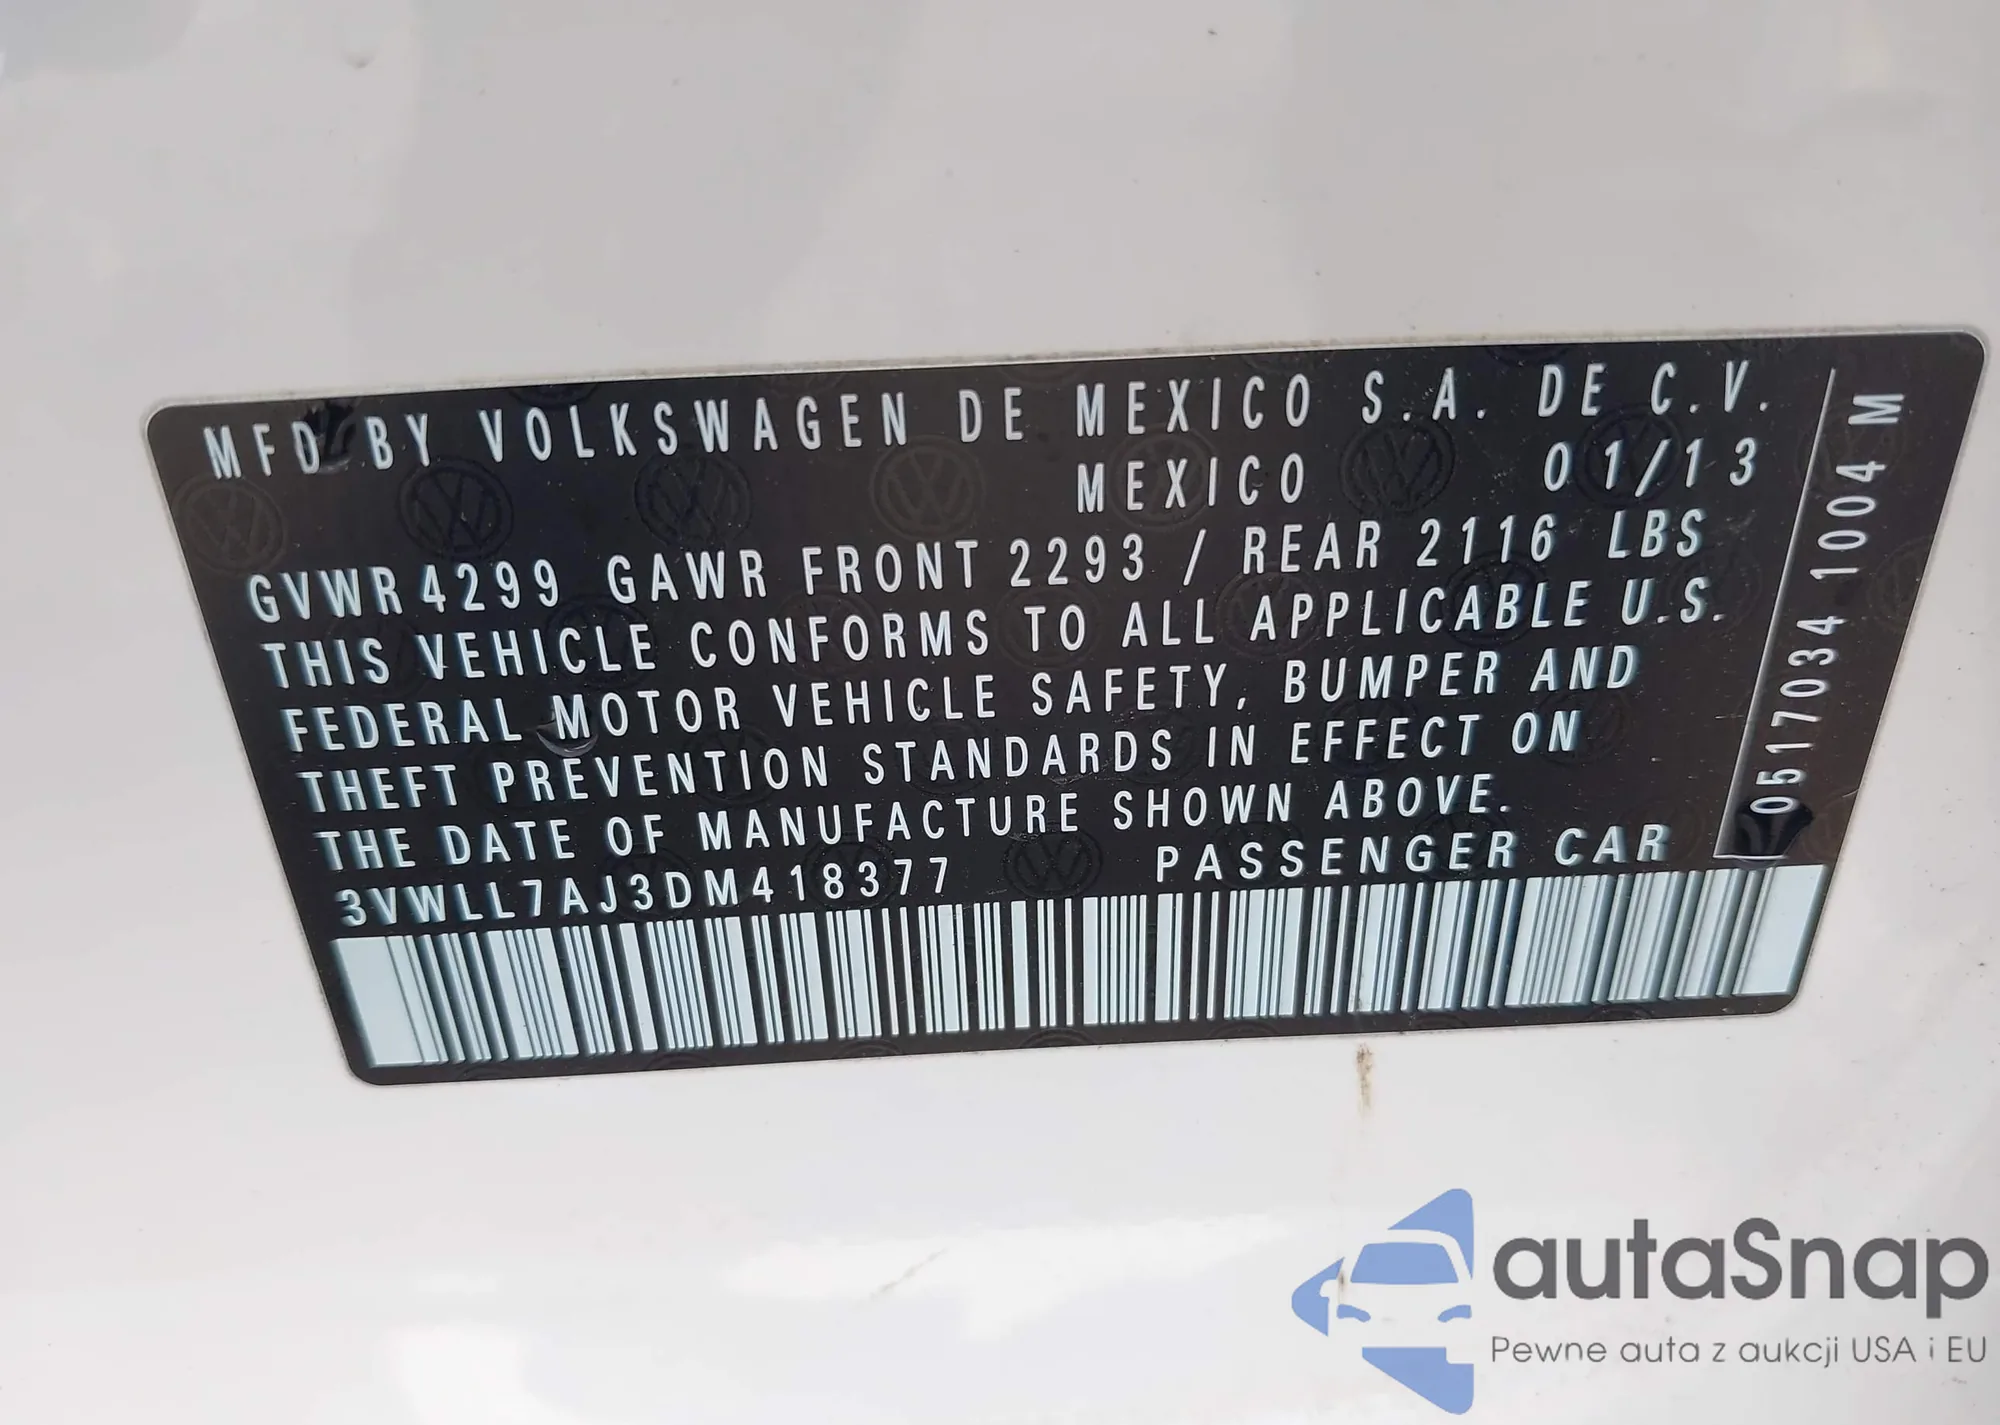 MFD BY VOLKSWAGEN DE MEXICO S.A. DE C.V.
MEXICO 01/13
GVWR 4299 GAWR FRONT 2293 / REAR 2116 LBS
THIS VEHICLE CONFORMS TO ALL APPLICABLE U.S.
FEDERAL MOTOR VEHICLE SAFETY, BUMPER AND
THEFT PREVENTION STANDARDS IN EFFECT ON
THE DATE OF MANUFACTURE SHOWN ABOVE.
3VWLL7AJ3DM418377 PASSENGER CAR
0517034 1004 M
autaSnap
Pewne auta z aukcji USA i EU